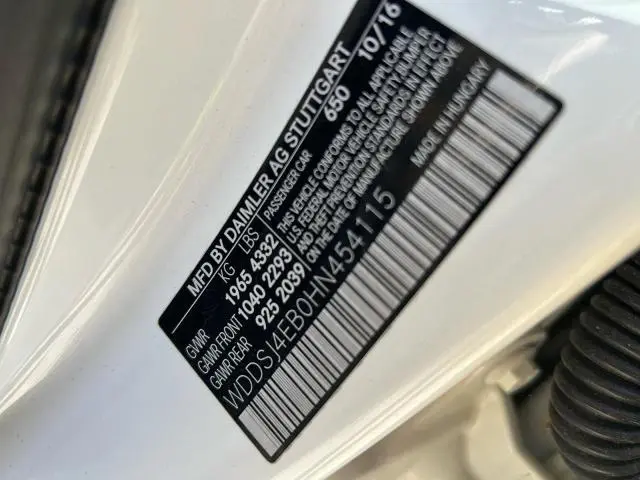 MFD BY DAIMLER AG STUTTGART
650 10/16
KG LBS PASSENGER CAR
GVWR 1965 4332
GAWR FRONT 1040 2293
GAWR REAR 925 2039
THIS VEHICLE CONFORMS TO ALL APPLICABLE
U.S. FEDERAL MOTOR VEHICLE SAFETY, BUMPER
AND THEFT PREVENTION STANDARDS IN EFFECT
ON THE DATE OF MANUFACTURE SHOWN ABOVE
WDDSJ4EB0HN454115
MADE IN HUNGARY